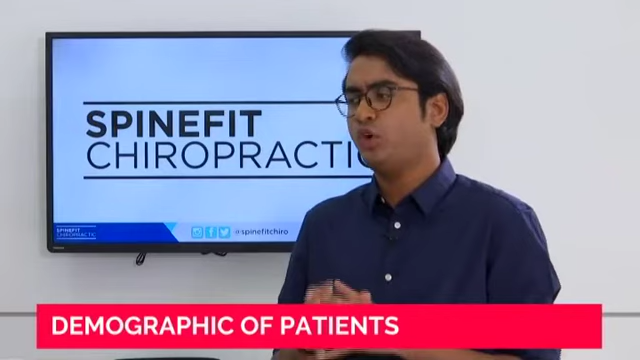 SPINEFIT
CHIROPRACTIC
SPINEFIT
CHIROPRACTIC
@spinefitchiro
DEMOGRAPHIC OF PATIENTS